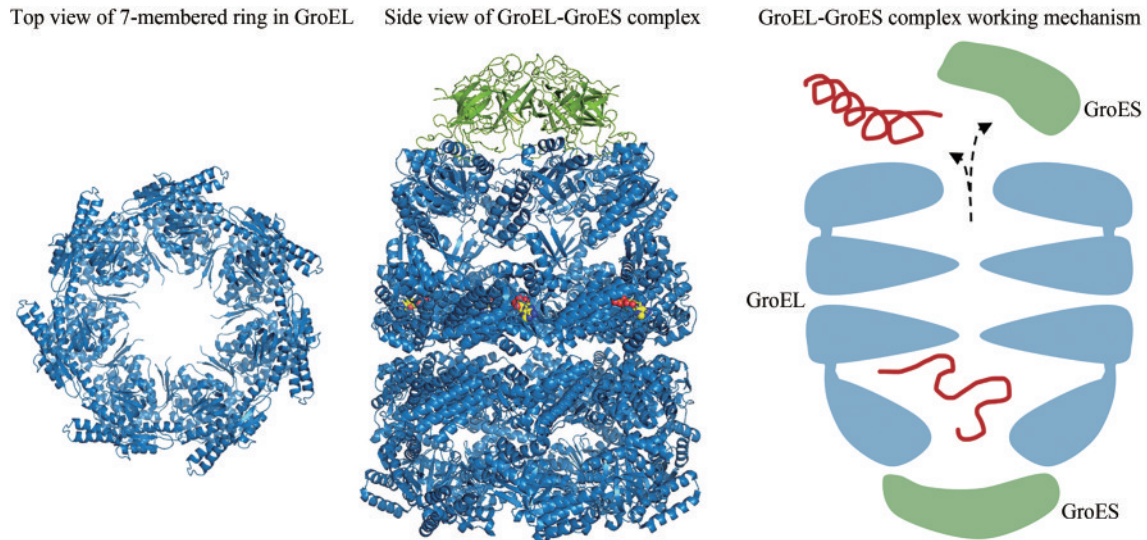 Top view of 7-membered ring in GroEL
Side view of GroEL-GroES complex
GroEL-GroES complex working mechanism
GroES
GroEL
GroES